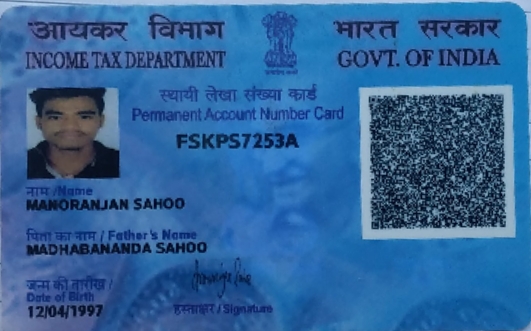 आयकर विभाग
INCOME TAX DEPARTMENT
भारत सरकार
GOVT. OF INDIA
स्थायी लेखा संख्या कार्ड
Permanent Account Number Card
FSKPS7253A
नाम /Name
MANORANJAN SAHOO
पिता का नाम / Father's Name
MADHABANANDA SAHOO
जन्म की तारीख /
Date of Birth
12/04/1997
हस्ताक्षर / Signature